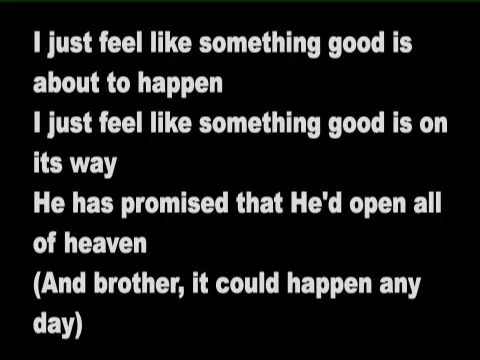 I just feel like something good is
about to happen
I just feel like something good is on
its way
He has promised that He'd open all
of heaven
(And brother, it could happen any
day)